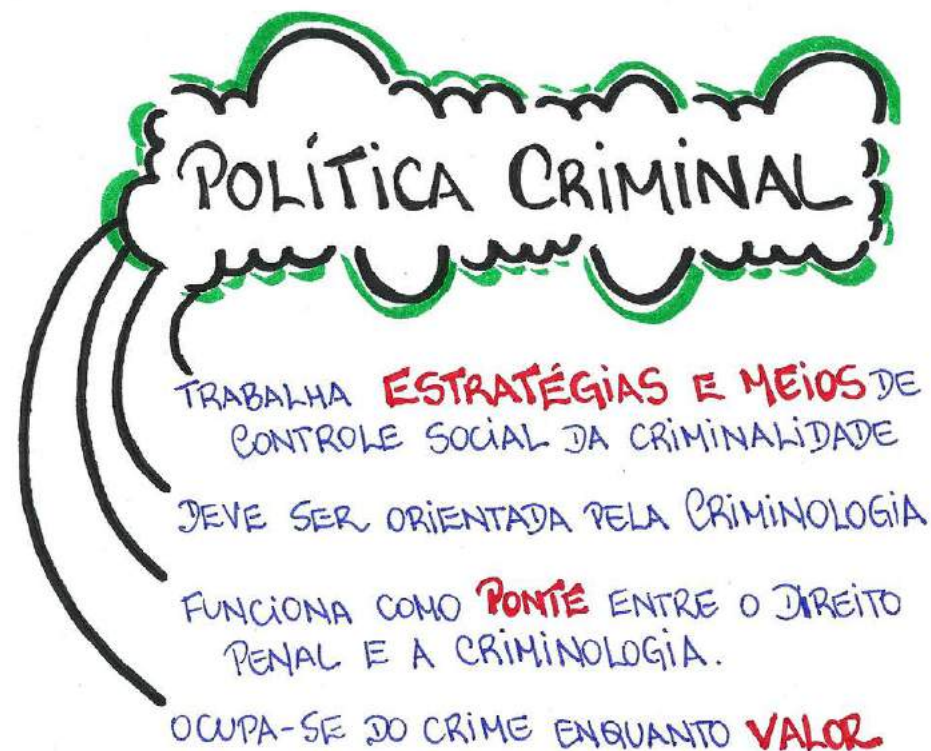 POLÍTICA CRIMINAL
TRABALHA ESTRATÉGIAS E MEIOS DE
CONTROLE SOCIAL DA CRIMINALIDADE
DEVE SER ORIENTADA PELA CRIMINOLOGIA
FUNCIONA COMO PONTE ENTRE O DIREITO
PENAL E A CRIMINOLOGIA.
OCUPA-SE DO CRIME ENQUANTO VALOR